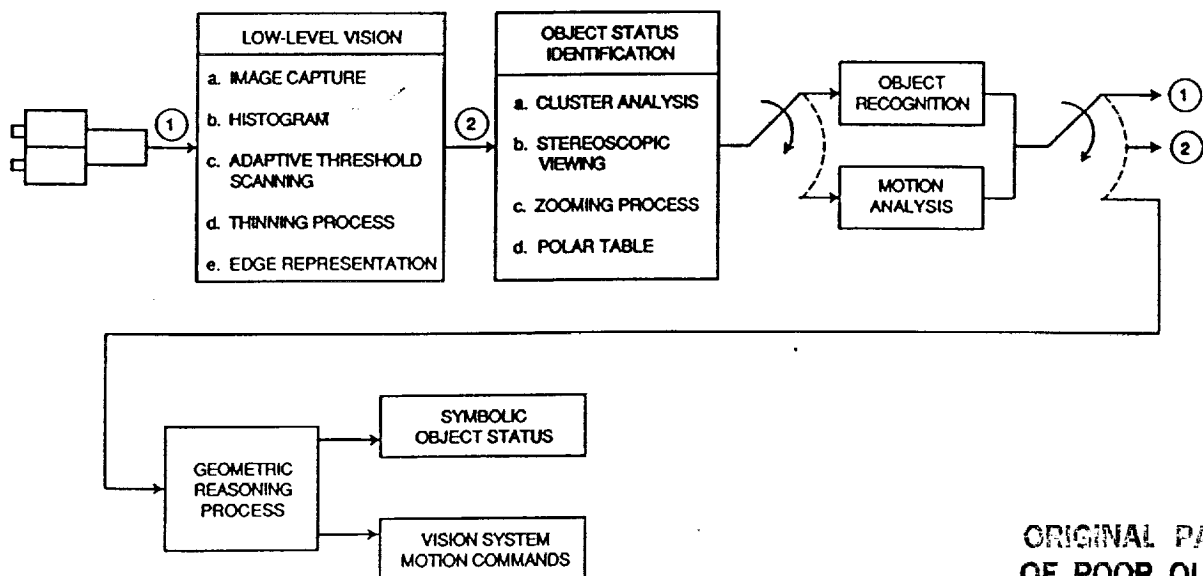 LOW-LEVEL VISION
a. IMAGE CAPTURE
b. HISTOGRAM
c. ADAPTIVE THRESHOLD
SCANNING
d. THINNING PROCESS
e. EDGE REPRESENTATION
OBJECT STATUS
IDENTIFICATION
a. CLUSTER ANALYSIS
b. STEREOSCOPIC
VIEWING
c. ZOOMING PROCESS
d. POLAR TABLE
OBJECT
RECOGNITION
MOTION
ANALYSIS
1
2
1
2
GEOMETRIC
REASONING
PROCESS
SYMBOLIC
OBJECT STATUS
VISION SYSTEM
MOTION COMMANDS
ORIGINAL PA
OF POOR QU